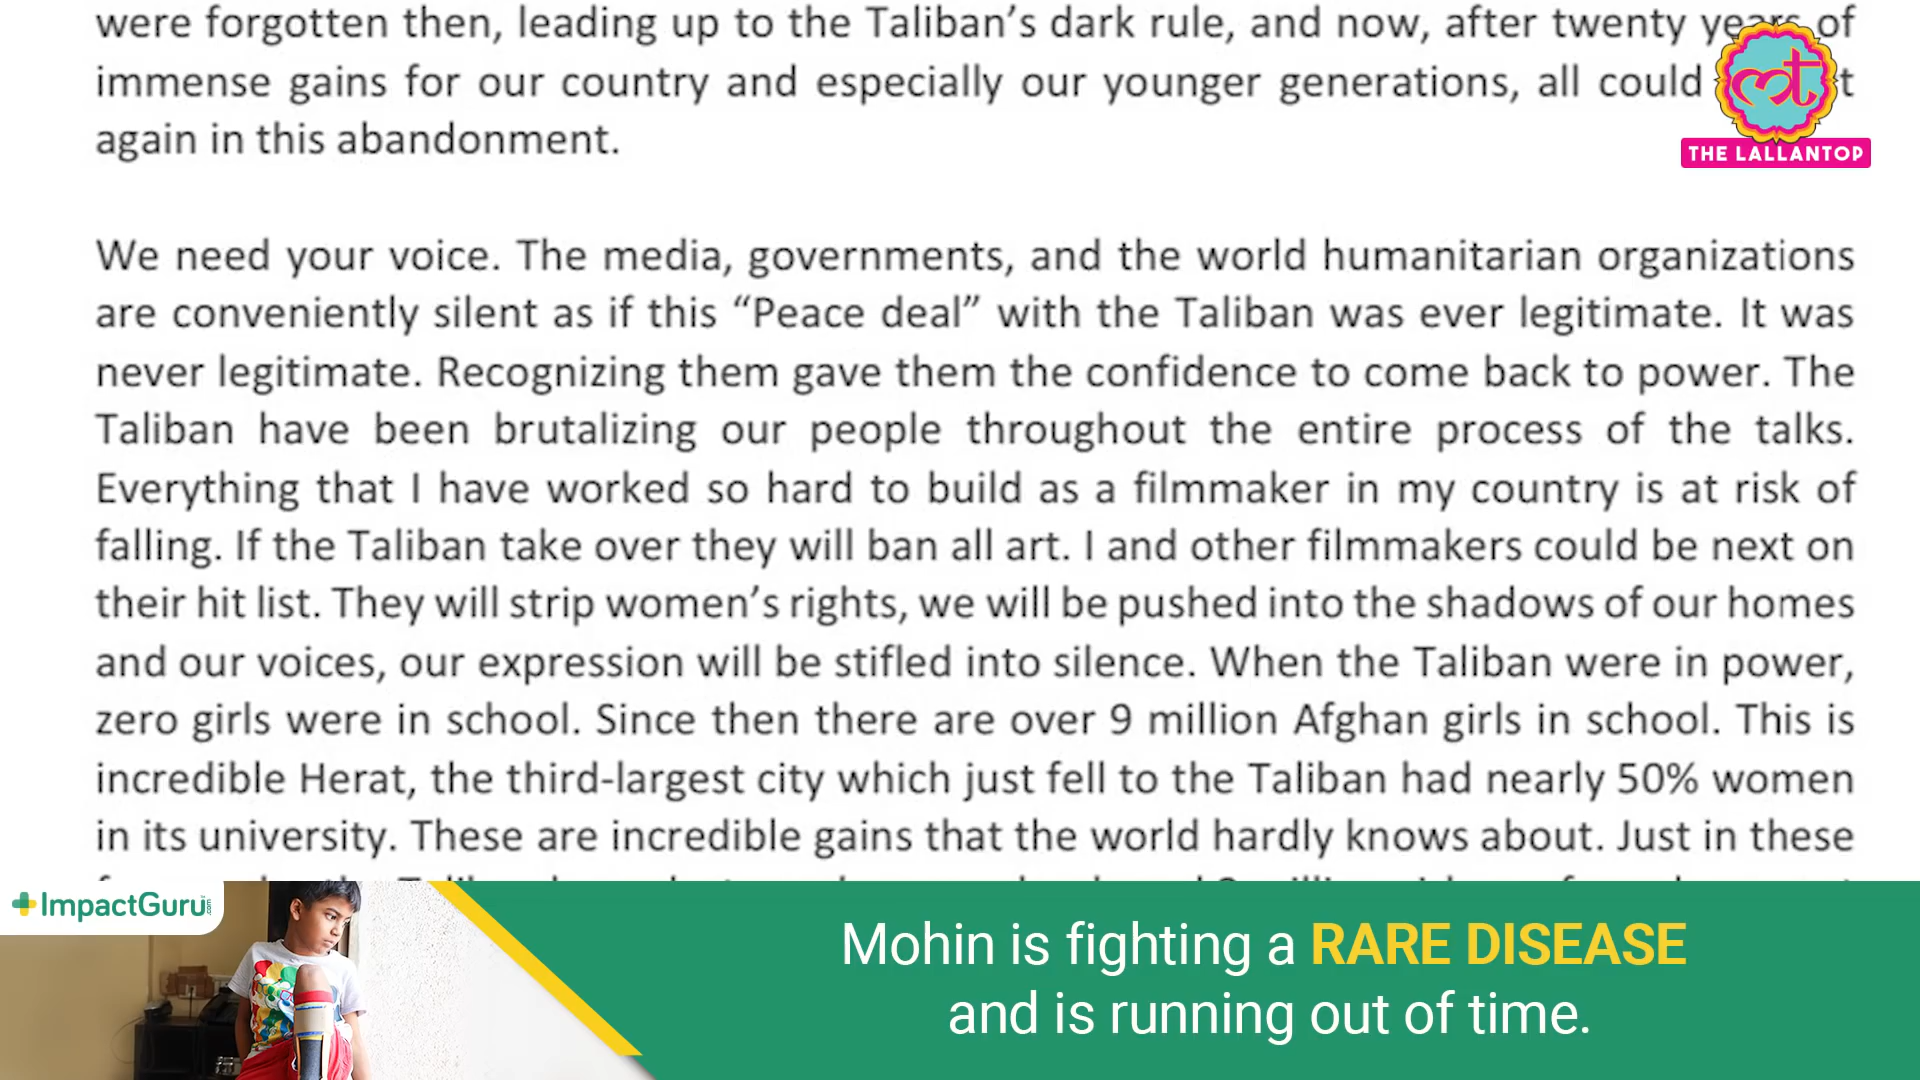 were forgotten then, leading up to the Taliban’s dark rule, and now, after twenty years of
immense gains for our country and especially our younger generations, all could
again in this abandonment.
THE LALLANTOP
We need your voice. The media, governments, and the world humanitarian organizations
are conveniently silent as if this “Peace deal” with the Taliban was ever legitimate. It was
never legitimate. Recognizing them gave them the confidence to come back to power. The
Taliban have been brutalizing our people throughout the entire process of the talks.
Everything that I have worked so hard to build as a filmmaker in my country is at risk of
falling. If the Taliban take over they will ban all art. I and other filmmakers could be next on
their hit list. They will strip women’s rights, we will be pushed into the shadows of our homes
and our voices, our expression will be stifled into silence. When the Taliban were in power,
zero girls were in school. Since then there are over 9 million Afghan girls in school. This is
incredible Herat, the third-largest city which just fell to the Taliban had nearly 50% women
in its university. These are incredible gains that the world hardly knows about. Just in these
ImpactGuru.com
Mohin is fighting a RARE DISEASE
and is running out of time.